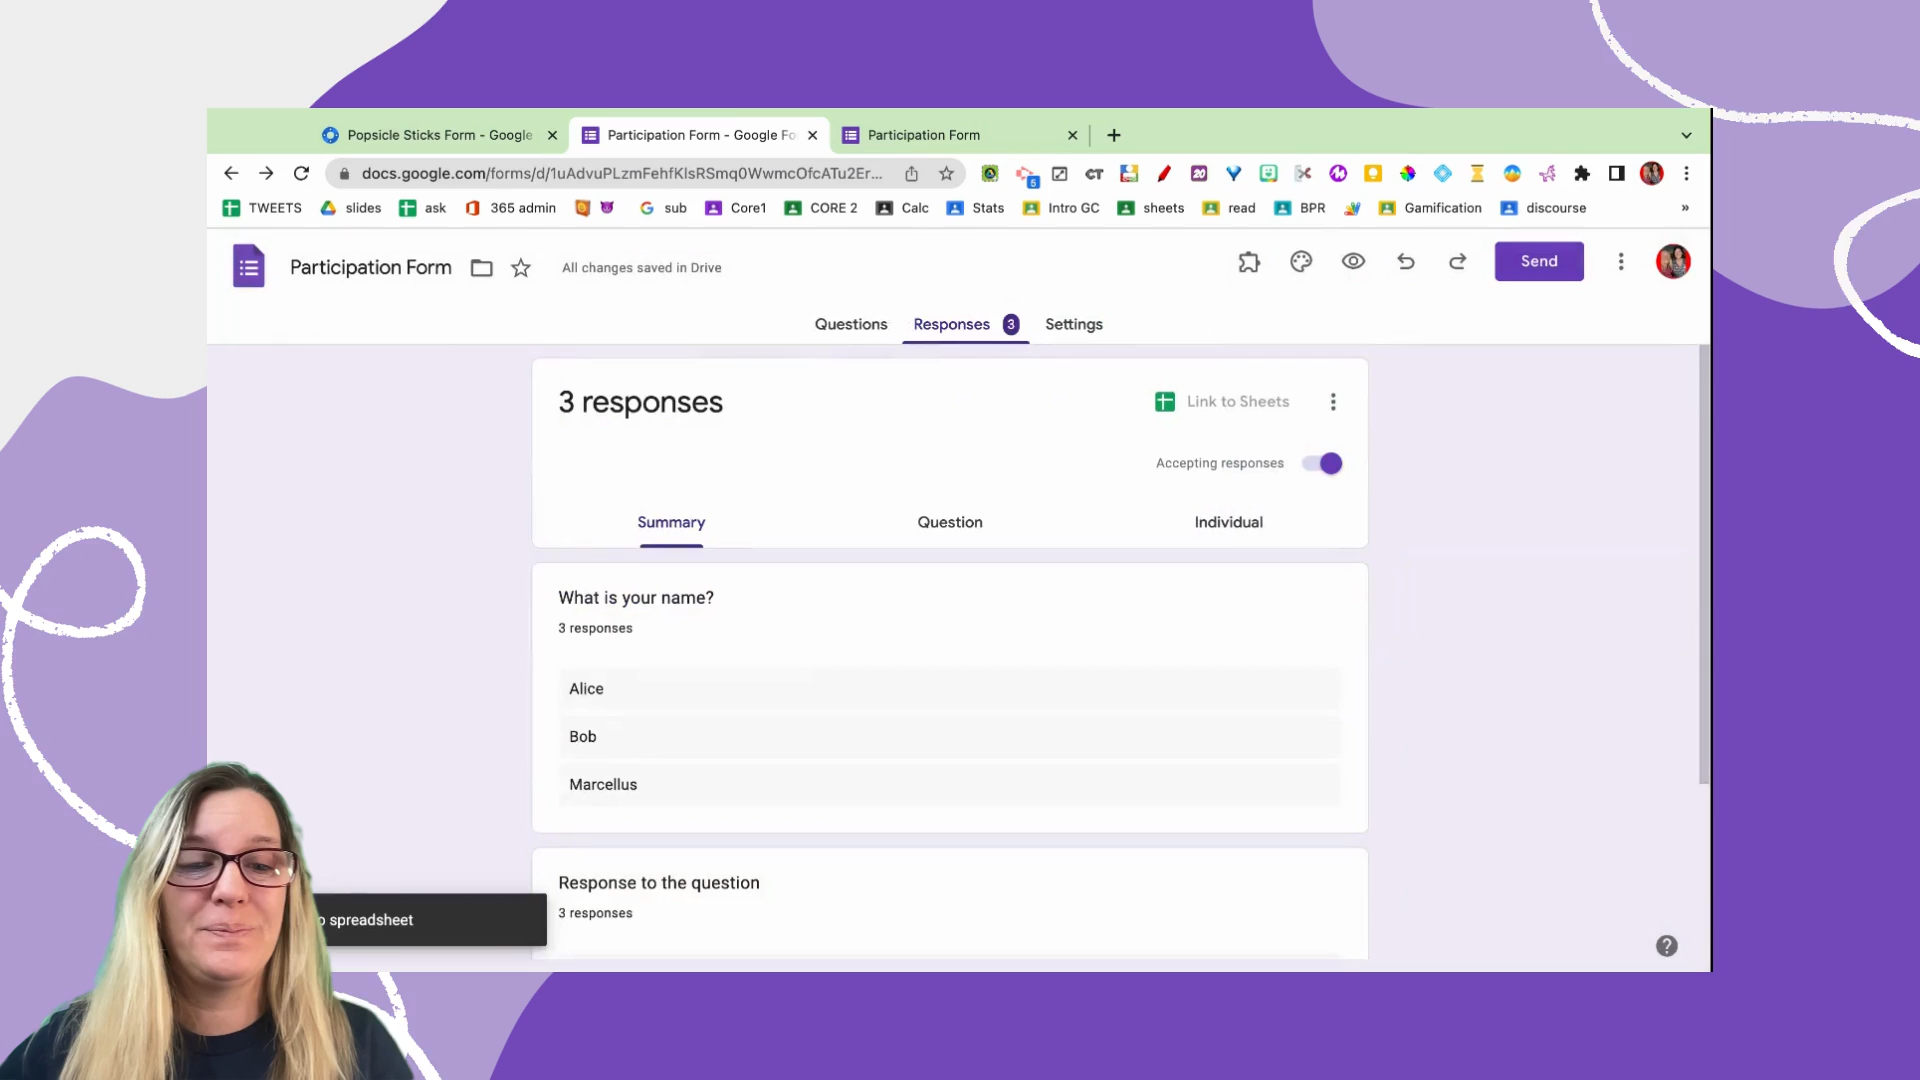 Popsicle Sticks Form - Google
Participation Form - Google Fo
Participation Form
docs.google.com/forms/d/1uAdvuPLzmFehfKlsRSmq0WwmcOfcATu2Er...
5
CT
20
TWEETS
slides
ask
365 admin
sub
Core1
CORE 2
Calc
Stats
Intro GC
sheets
read
BPR
Gamification
discourse
»
Participation Form
All changes saved in Drive
Send
Questions
Responses 3
Settings
3 responses
Link to Sheets
Accepting responses
Summary
Question
Individual
What is your name?
3 responses
Alice
Bob
Marcellus
Response to the question
3 responses
o spreadsheet